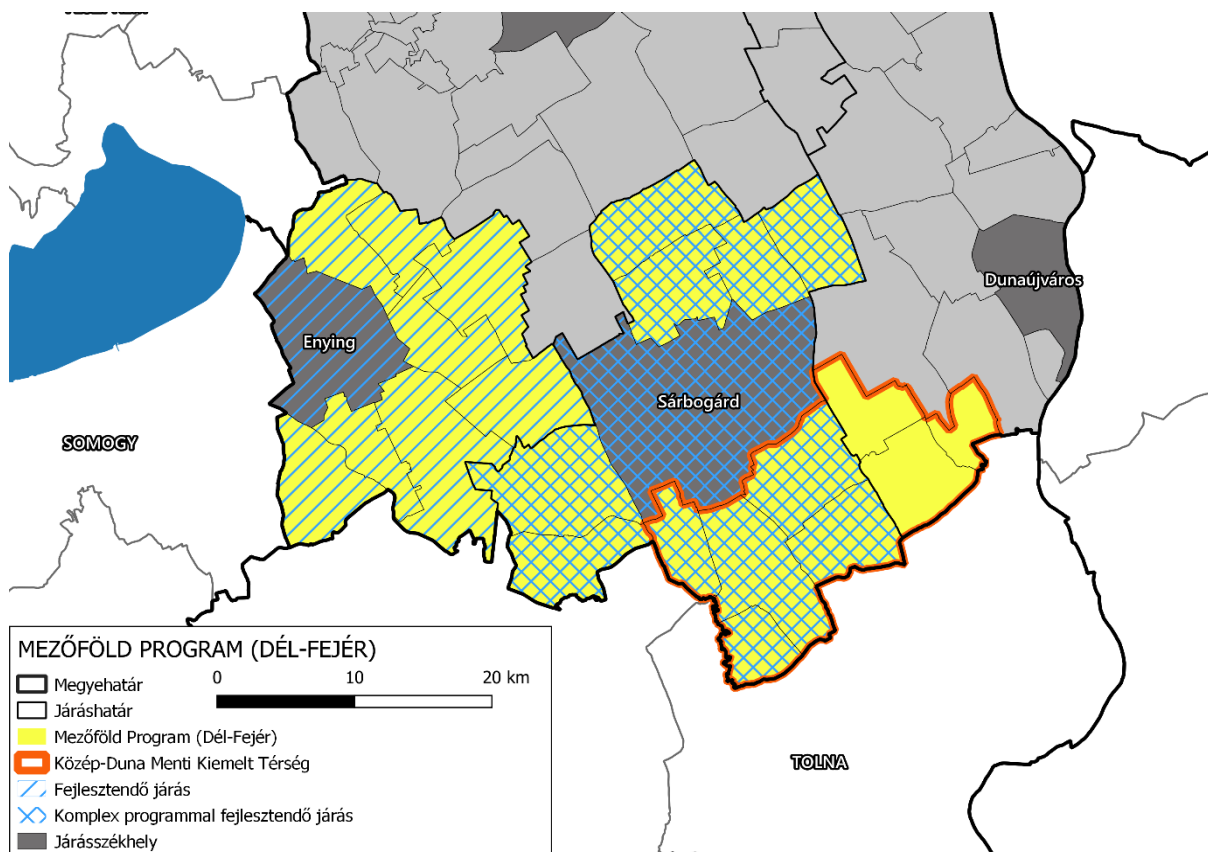 Dunaújváros
Enying
Sárbogárd
SOMOGY
TOLNA
MEZŐFÖLD PROGRAM (DÉL-FEJÉR)
Megyehatár
0 10 20 km
Járáshatár
Mezőföld Program (Dél-Fejér)
Közép-Duna Menti Kiemelt Térség
Fejlesztendő járás
Komplex programmal fejlesztendő járás
Járásszékhely